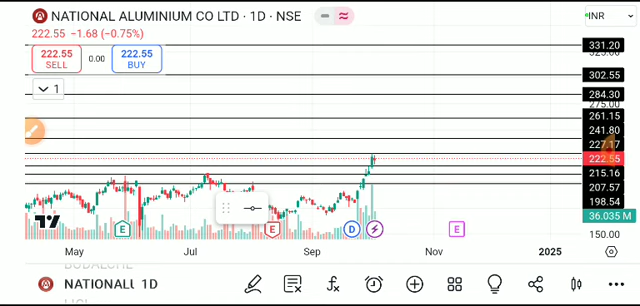 NATIONAL ALUMINIUM CO LTD · 1D · NSE
INR
222.55 −1.68 (−0.75%)
222.55
SELL
0.00
222.55
BUY
1
331.20
302.55
284.30
275.00
261.15
241.80
227.17
222.55
215.16
207.57
198.54
36.035 M
150.00
E
E
D
E
May
Jul
Sep
Nov
2025
NATIONALU 1D